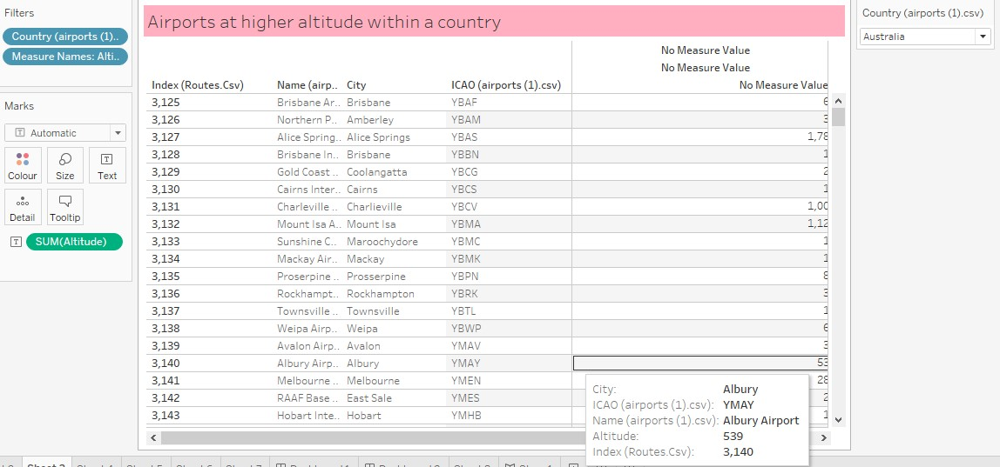 Filters
Country (airports (1)..
Measure Names: Alti..
Marks
Automatic
Colour Size Text
Detail Tooltip
SUM(Altitude)
Airports at higher altitude within a country
No Measure Value
No Measure Value
Index (Routes.Csv) Name (airp.. City ICAO (airports (1).csv) No Measure Value
3,125 Brisbane Ar.. Brisbane YBAF 6
3,126 Northern P.. Amberley YBAM 3
3,127 Alice Spring.. Alice Springs YBAS 1,78
3,128 Brisbane In.. Brisbane YBBN 1
3,129 Gold Coast .. Coolangatta YBCG 2
3,130 Cairns Inter.. Cairns YBCS 1
3,131 Charleville .. Charlieville YBCV 1,00
3,132 Mount Isa A.. Mount Isa YBMA 1,12
3,133 Sunshine C.. Maroochydore YBMC 1
3,134 Mackay Air.. Mackay YBMK 1
3,135 Proserpine .. Prosserpine YBPN 8
3,136 Rockhampt.. Rockhampton YBRK 3
3,137 Townsville .. Townsville YBTL 1
3,138 Weipa Airp.. Weipa YBWP 6
3,139 Avalon Airp.. Avalon YMAV 3
3,140 Albury Airp.. Albury YMAY 53
3,141 Melbourne .. Melbourne YMEN 28
3,142 RAAF Base .. East Sale YMES 2
3,143 Hobart Inte.. Hobart YMHB 1
City: Albury
ICAO (airports (1).csv): YMAY
Name (airports (1).csv): Albury Airport
Altitude: 539
Index (Routes.Csv): 3,140
Country (airports (1).csv)
Australia